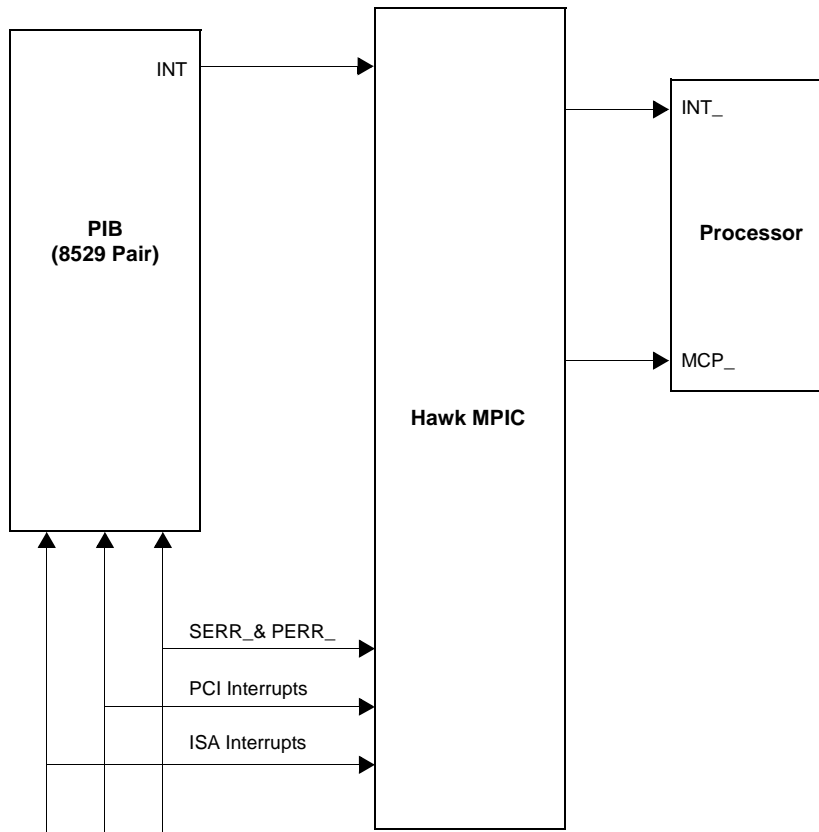 INT
INT_
PIB
(8529 Pair)
Processor
MCP_
Hawk MPIC
SERR_& PERR_
PCI Interrupts
ISA Interrupts